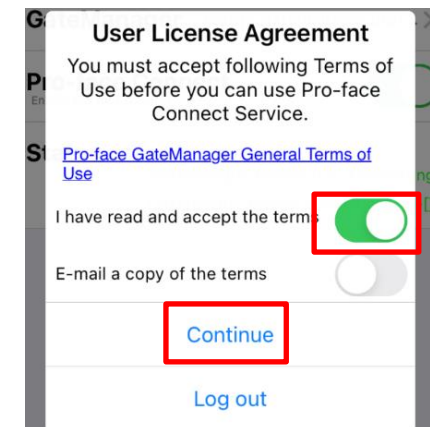 User License Agreement
You must accept following Terms of
Use before you can use Pro-face
Connect Service.
Pro-face GateManager General Terms of
Use
I have read and accept the terms
E-mail a copy of the terms
Continue
Log out